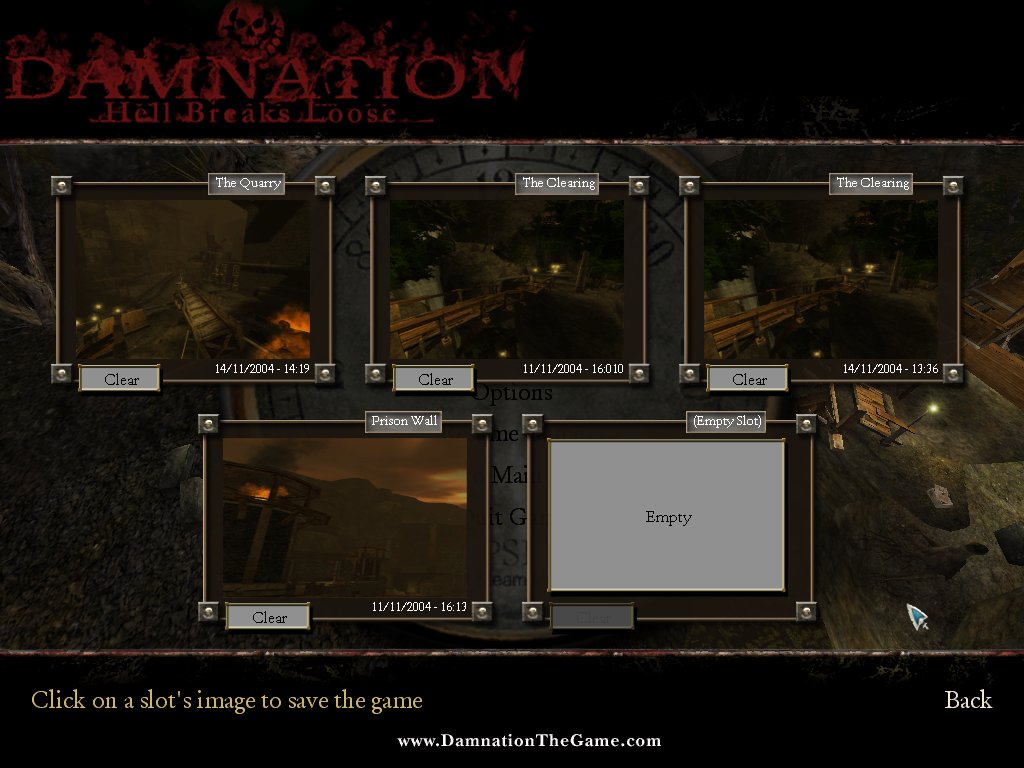 DAMNATION
Hell Breaks Loose
The Quarry
The Clearing
The Clearing
Clear
14/11/2004 - 14:19
Clear
11/11/2004 - 16:010
Clear
14/11/2004 - 13:36
Options
Prison Wall
(Empty Slot)
Main
Empty
Clear
11/11/2004 - 16:13
Clear
Click on a slot's image to save the game
Back
www.DamnationTheGame.com